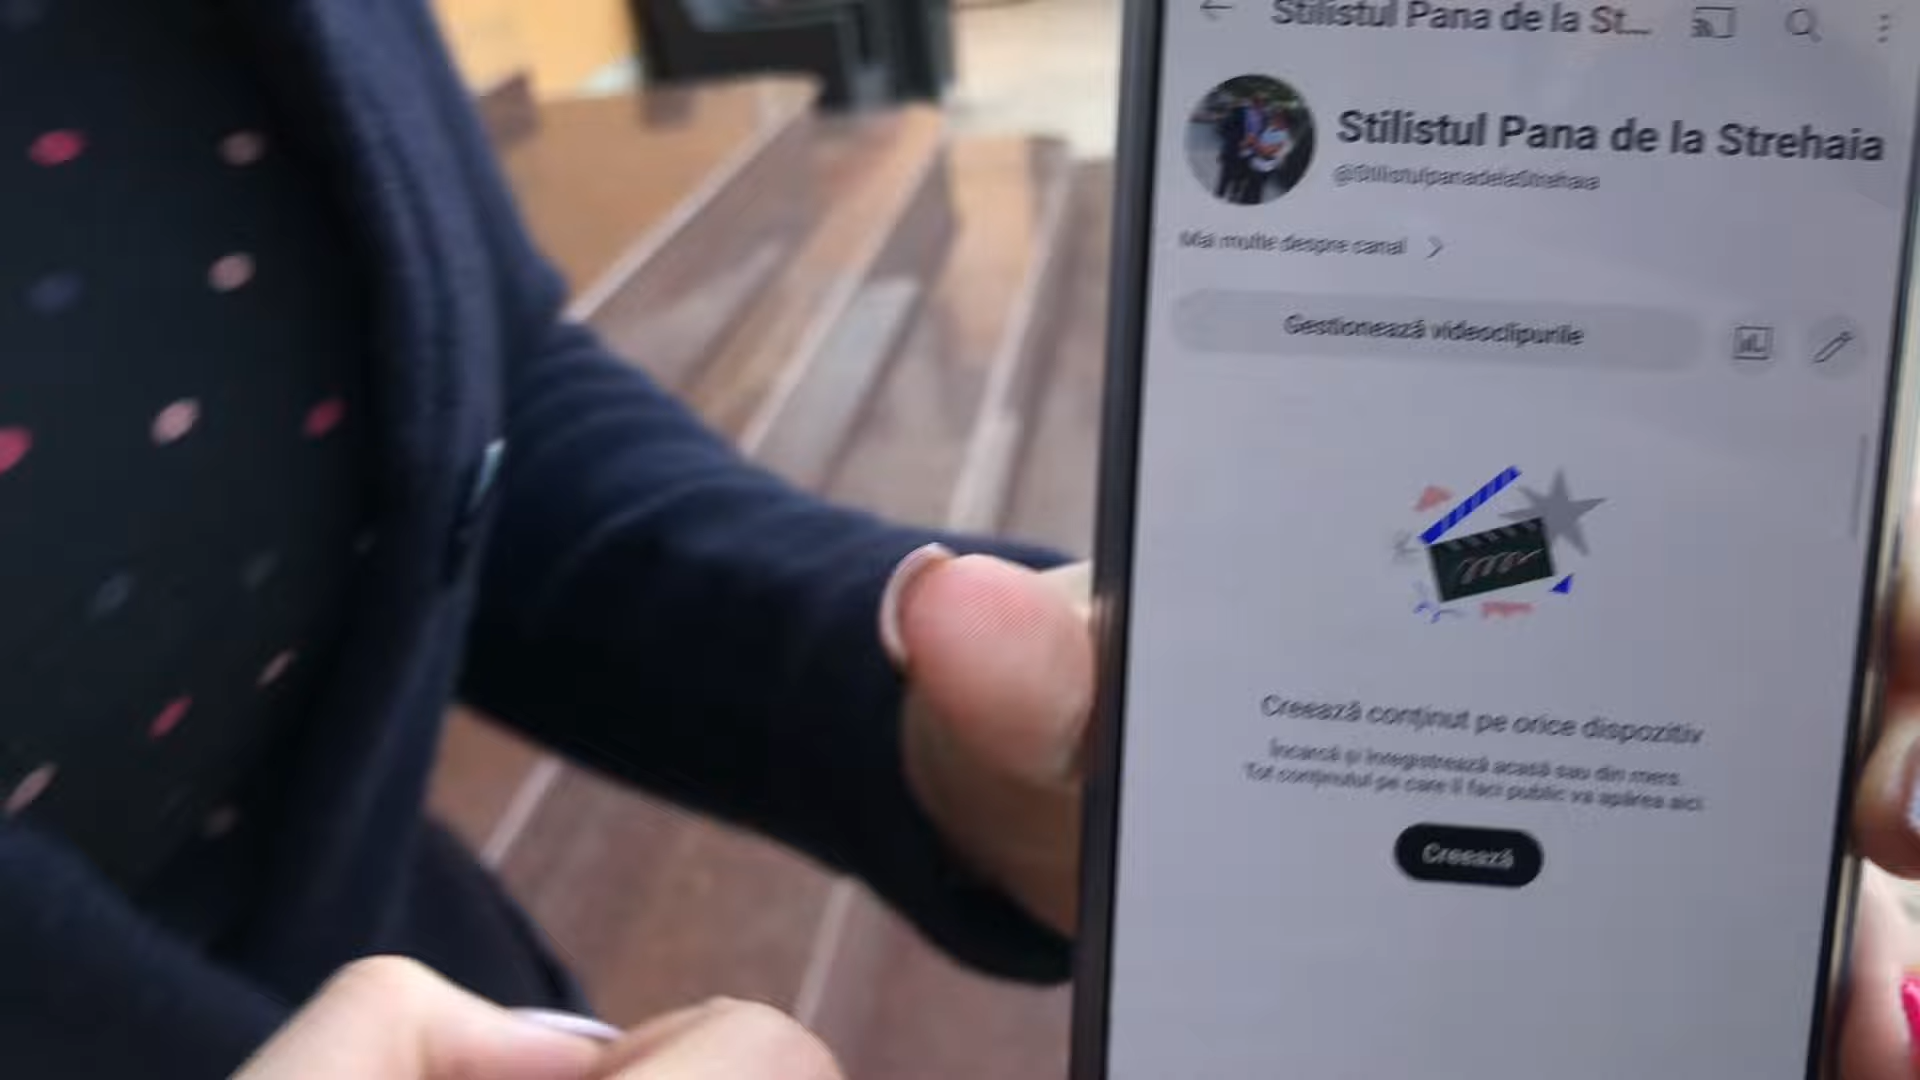 Stilistul Pana de la St...
Stilistul Pana de la Strehaia
@StilistulpanadelaStrehaia
Mai multe despre canal
Gestionează videoclipurile
Creează conținut pe orice dispozitiv
Încarcă și înregistrează acasă sau din mers.
Tot conținutul pe care îl faci public va apărea aici.
Creează